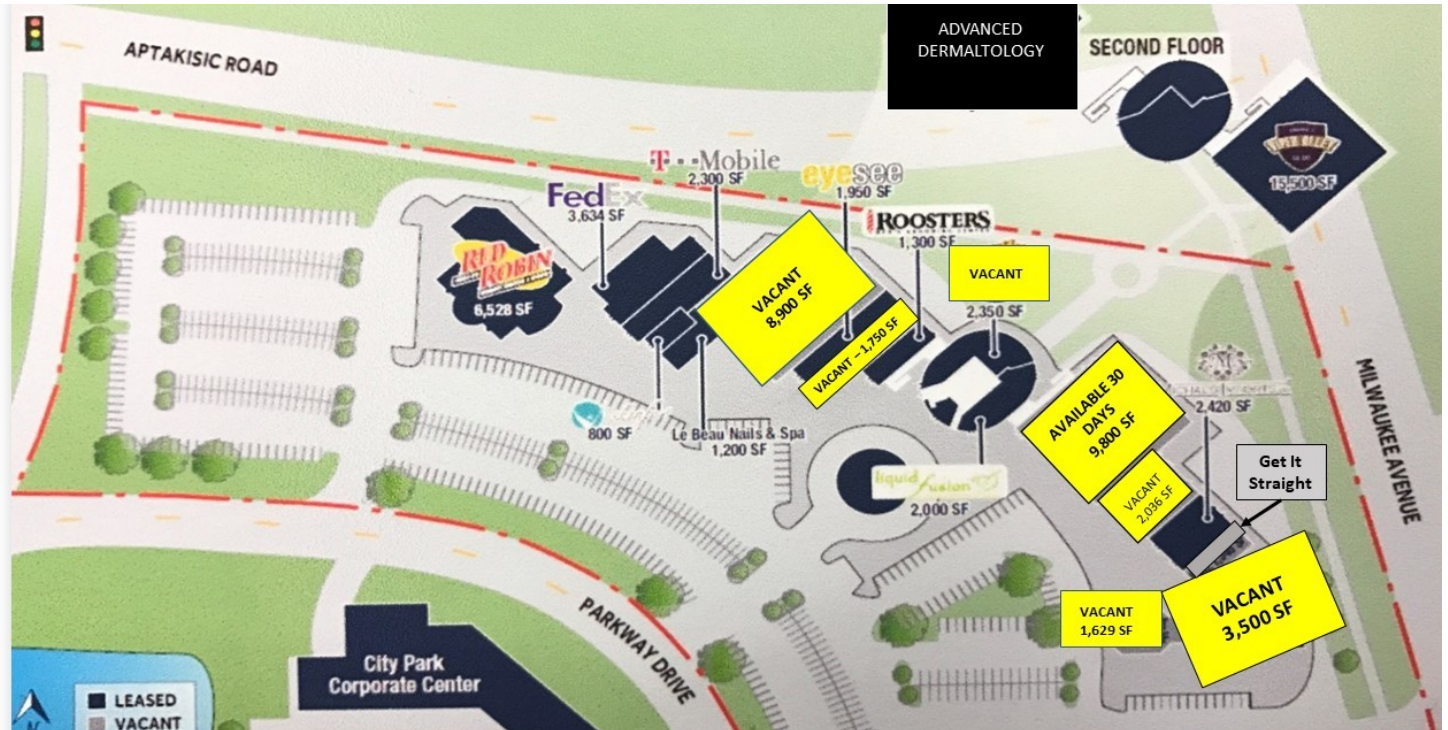 ADVANCED
DERMALTOLOGY
SECOND FLOOR
APTAKISIC ROAD
T Mobile
2,300 SF
eyesee
1,950 SF
FedEx
3,634 SF
15,500 SF
ROOSTERS
1,300 SF
RED
ROBIN
6,528 SF
VACANT
8,900 SF
VACANT
2,350 SF
VACANT – 1,750 SF
MILWAUKEE AVENUE
AVAILABLE 30
DAYS
9,800 SF
2,420 SF
800 SF
Le Beau Nails & Spa
1,200 SF
Get It
Straight
liquid fusion
2,000 SF
VACANT
2,036 SF
VACANT
3,500 SF
VACANT
1,629 SF
PARKWAY DRIVE
City Park
Corporate Center
LEASED
VACANT
N